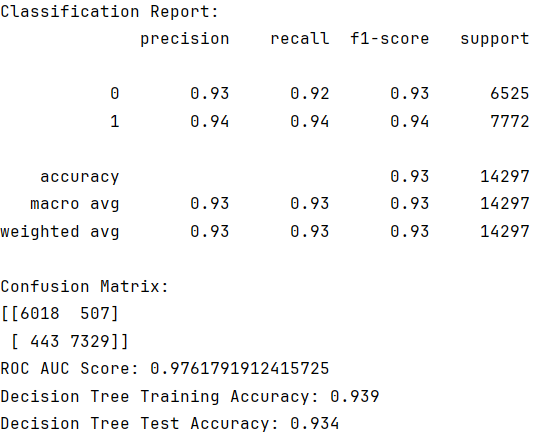 Classification Report:
              precision    recall  f1-score   support

           0       0.93      0.92      0.93      6525
           1       0.94      0.94      0.94      7772

    accuracy                           0.93     14297
   macro avg       0.93      0.93      0.93     14297
weighted avg       0.93      0.93      0.93     14297

Confusion Matrix:
[[6018  507]
 [ 443 7329]]
ROC AUC Score: 0.9761791912415725
Decision Tree Training Accuracy: 0.939
Decision Tree Test Accuracy: 0.934